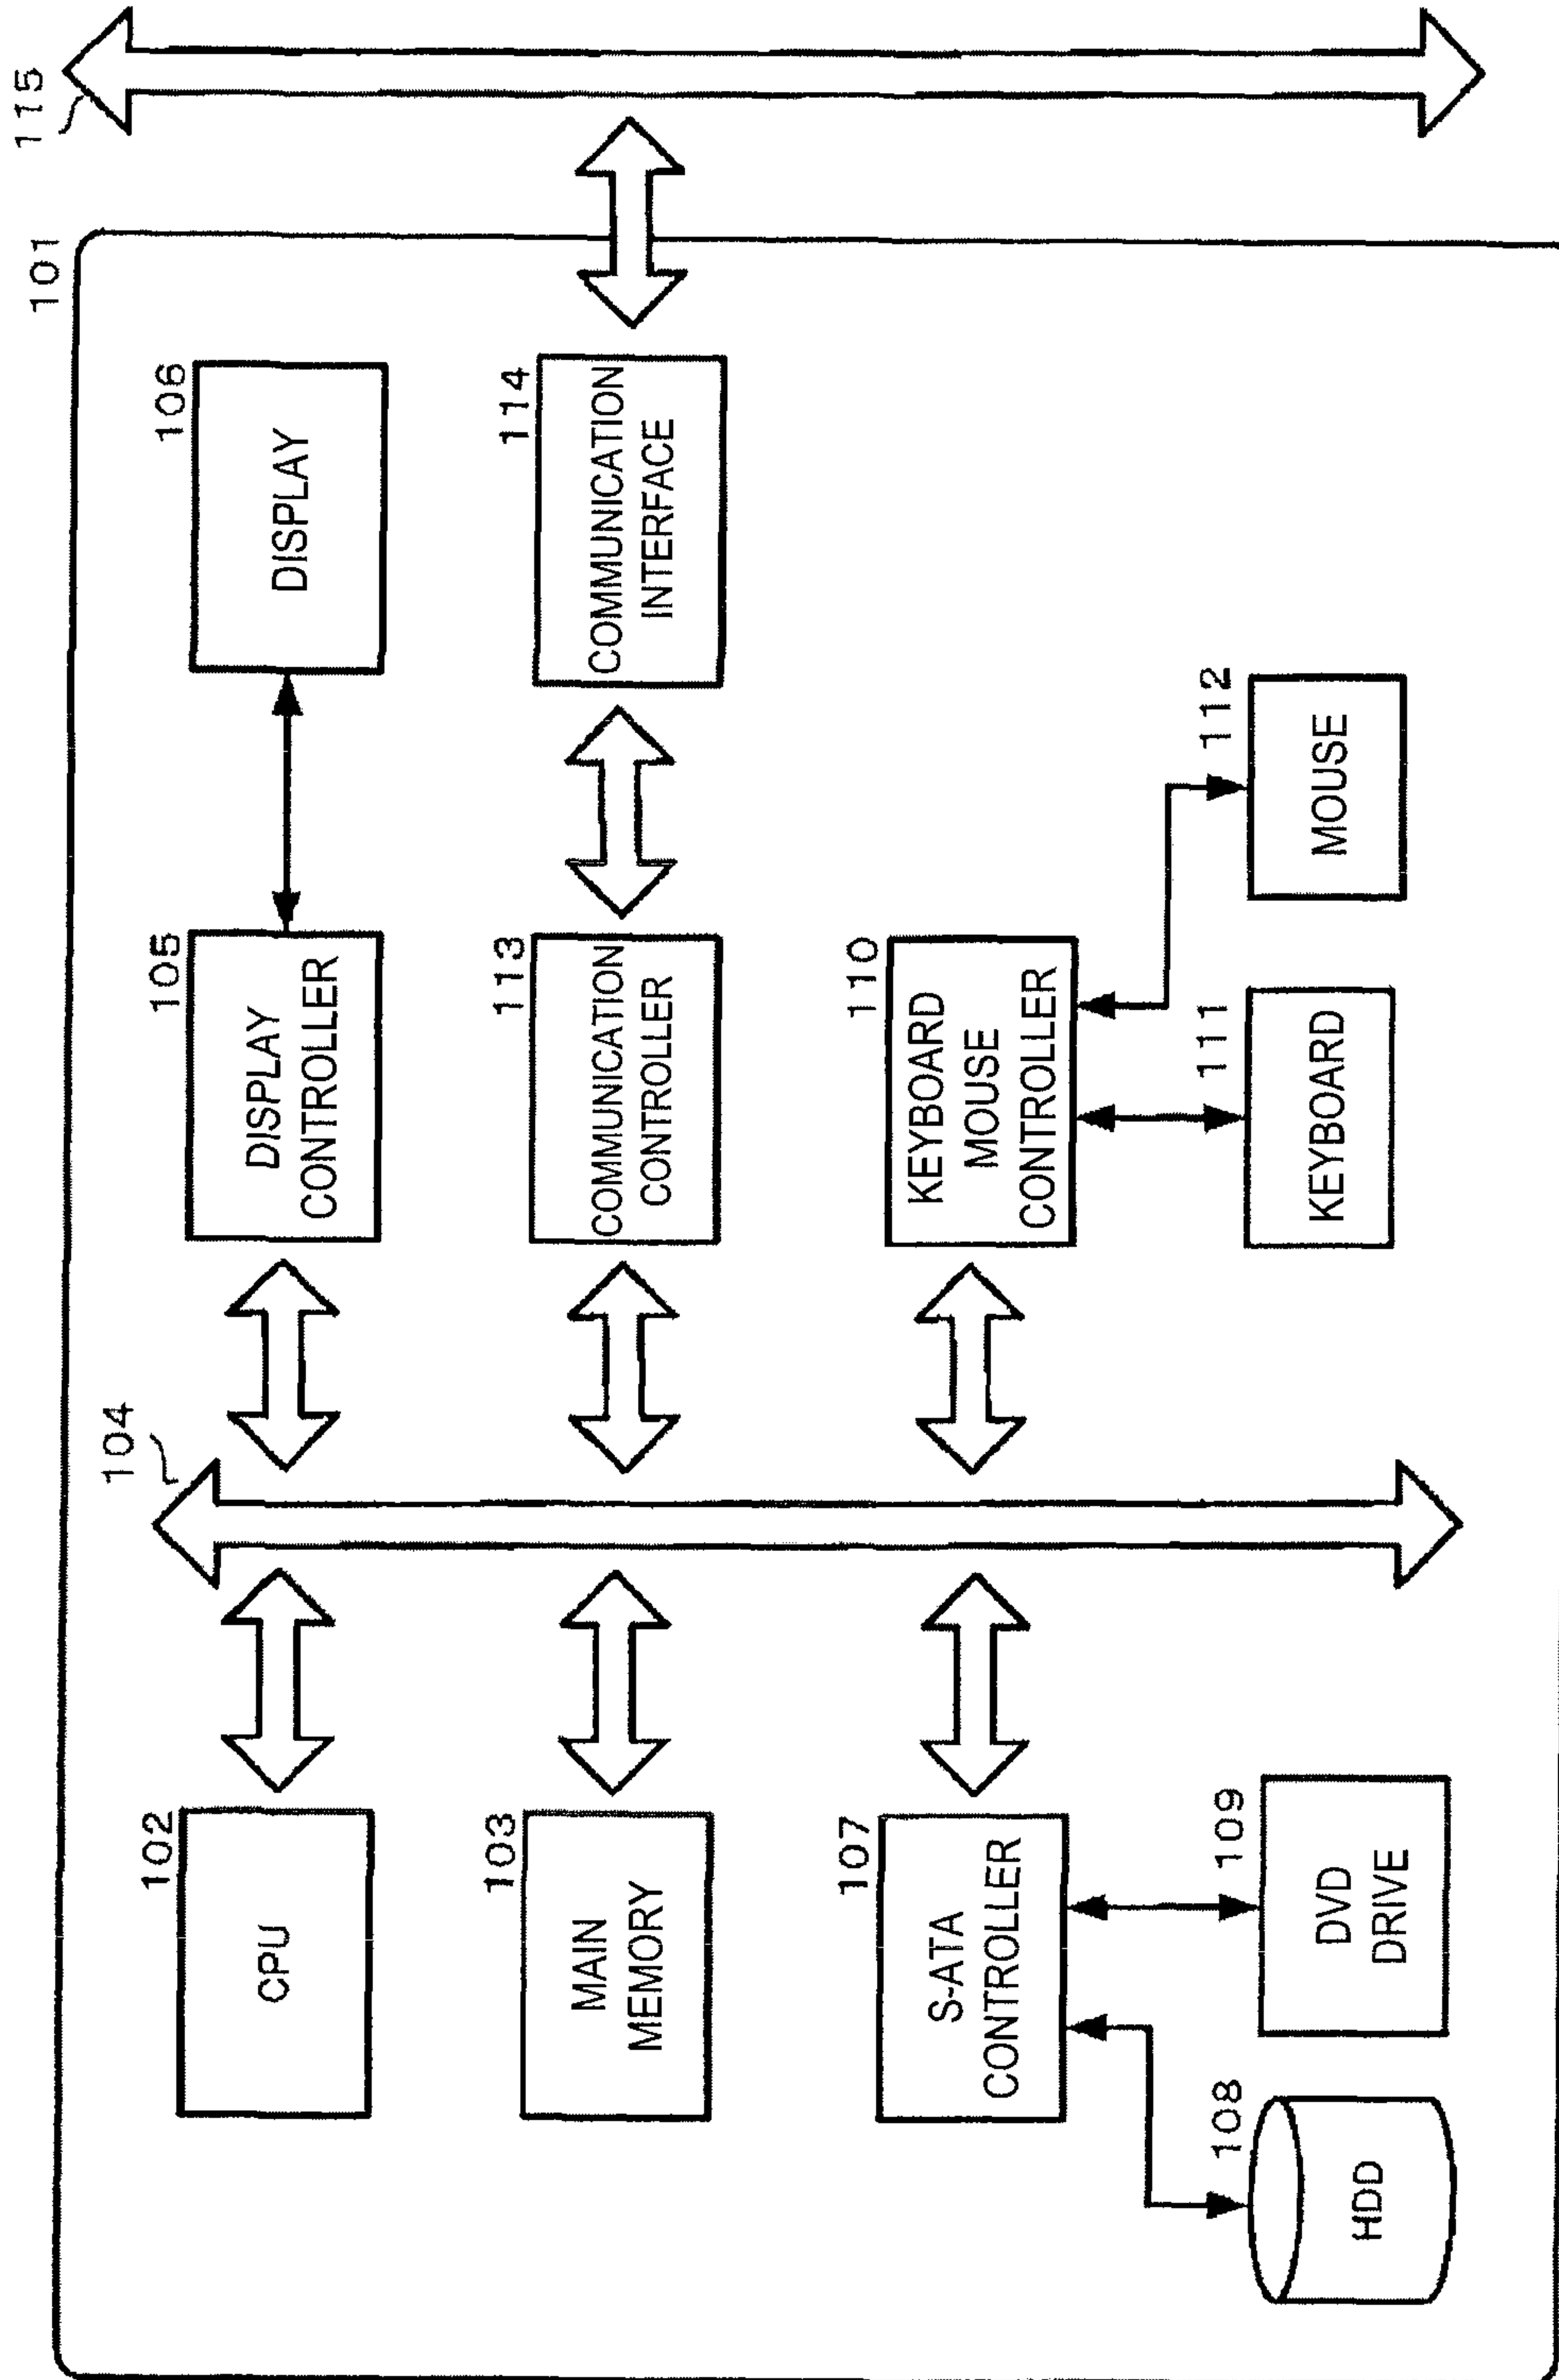 101
115
102
CPU
104
105
DISPLAY
CONTROLLER
106
DISPLAY
103
MAIN
MEMORY
113
COMMUNICATION
CONTROLLER
114
COMMUNICATION
INTERFACE
107
S-ATA
CONTROLLER
110
KEYBOARD
MOUSE
CONTROLLER
108
HDD
109
DVD
DRIVE
111
KEYBOARD
112
MOUSE